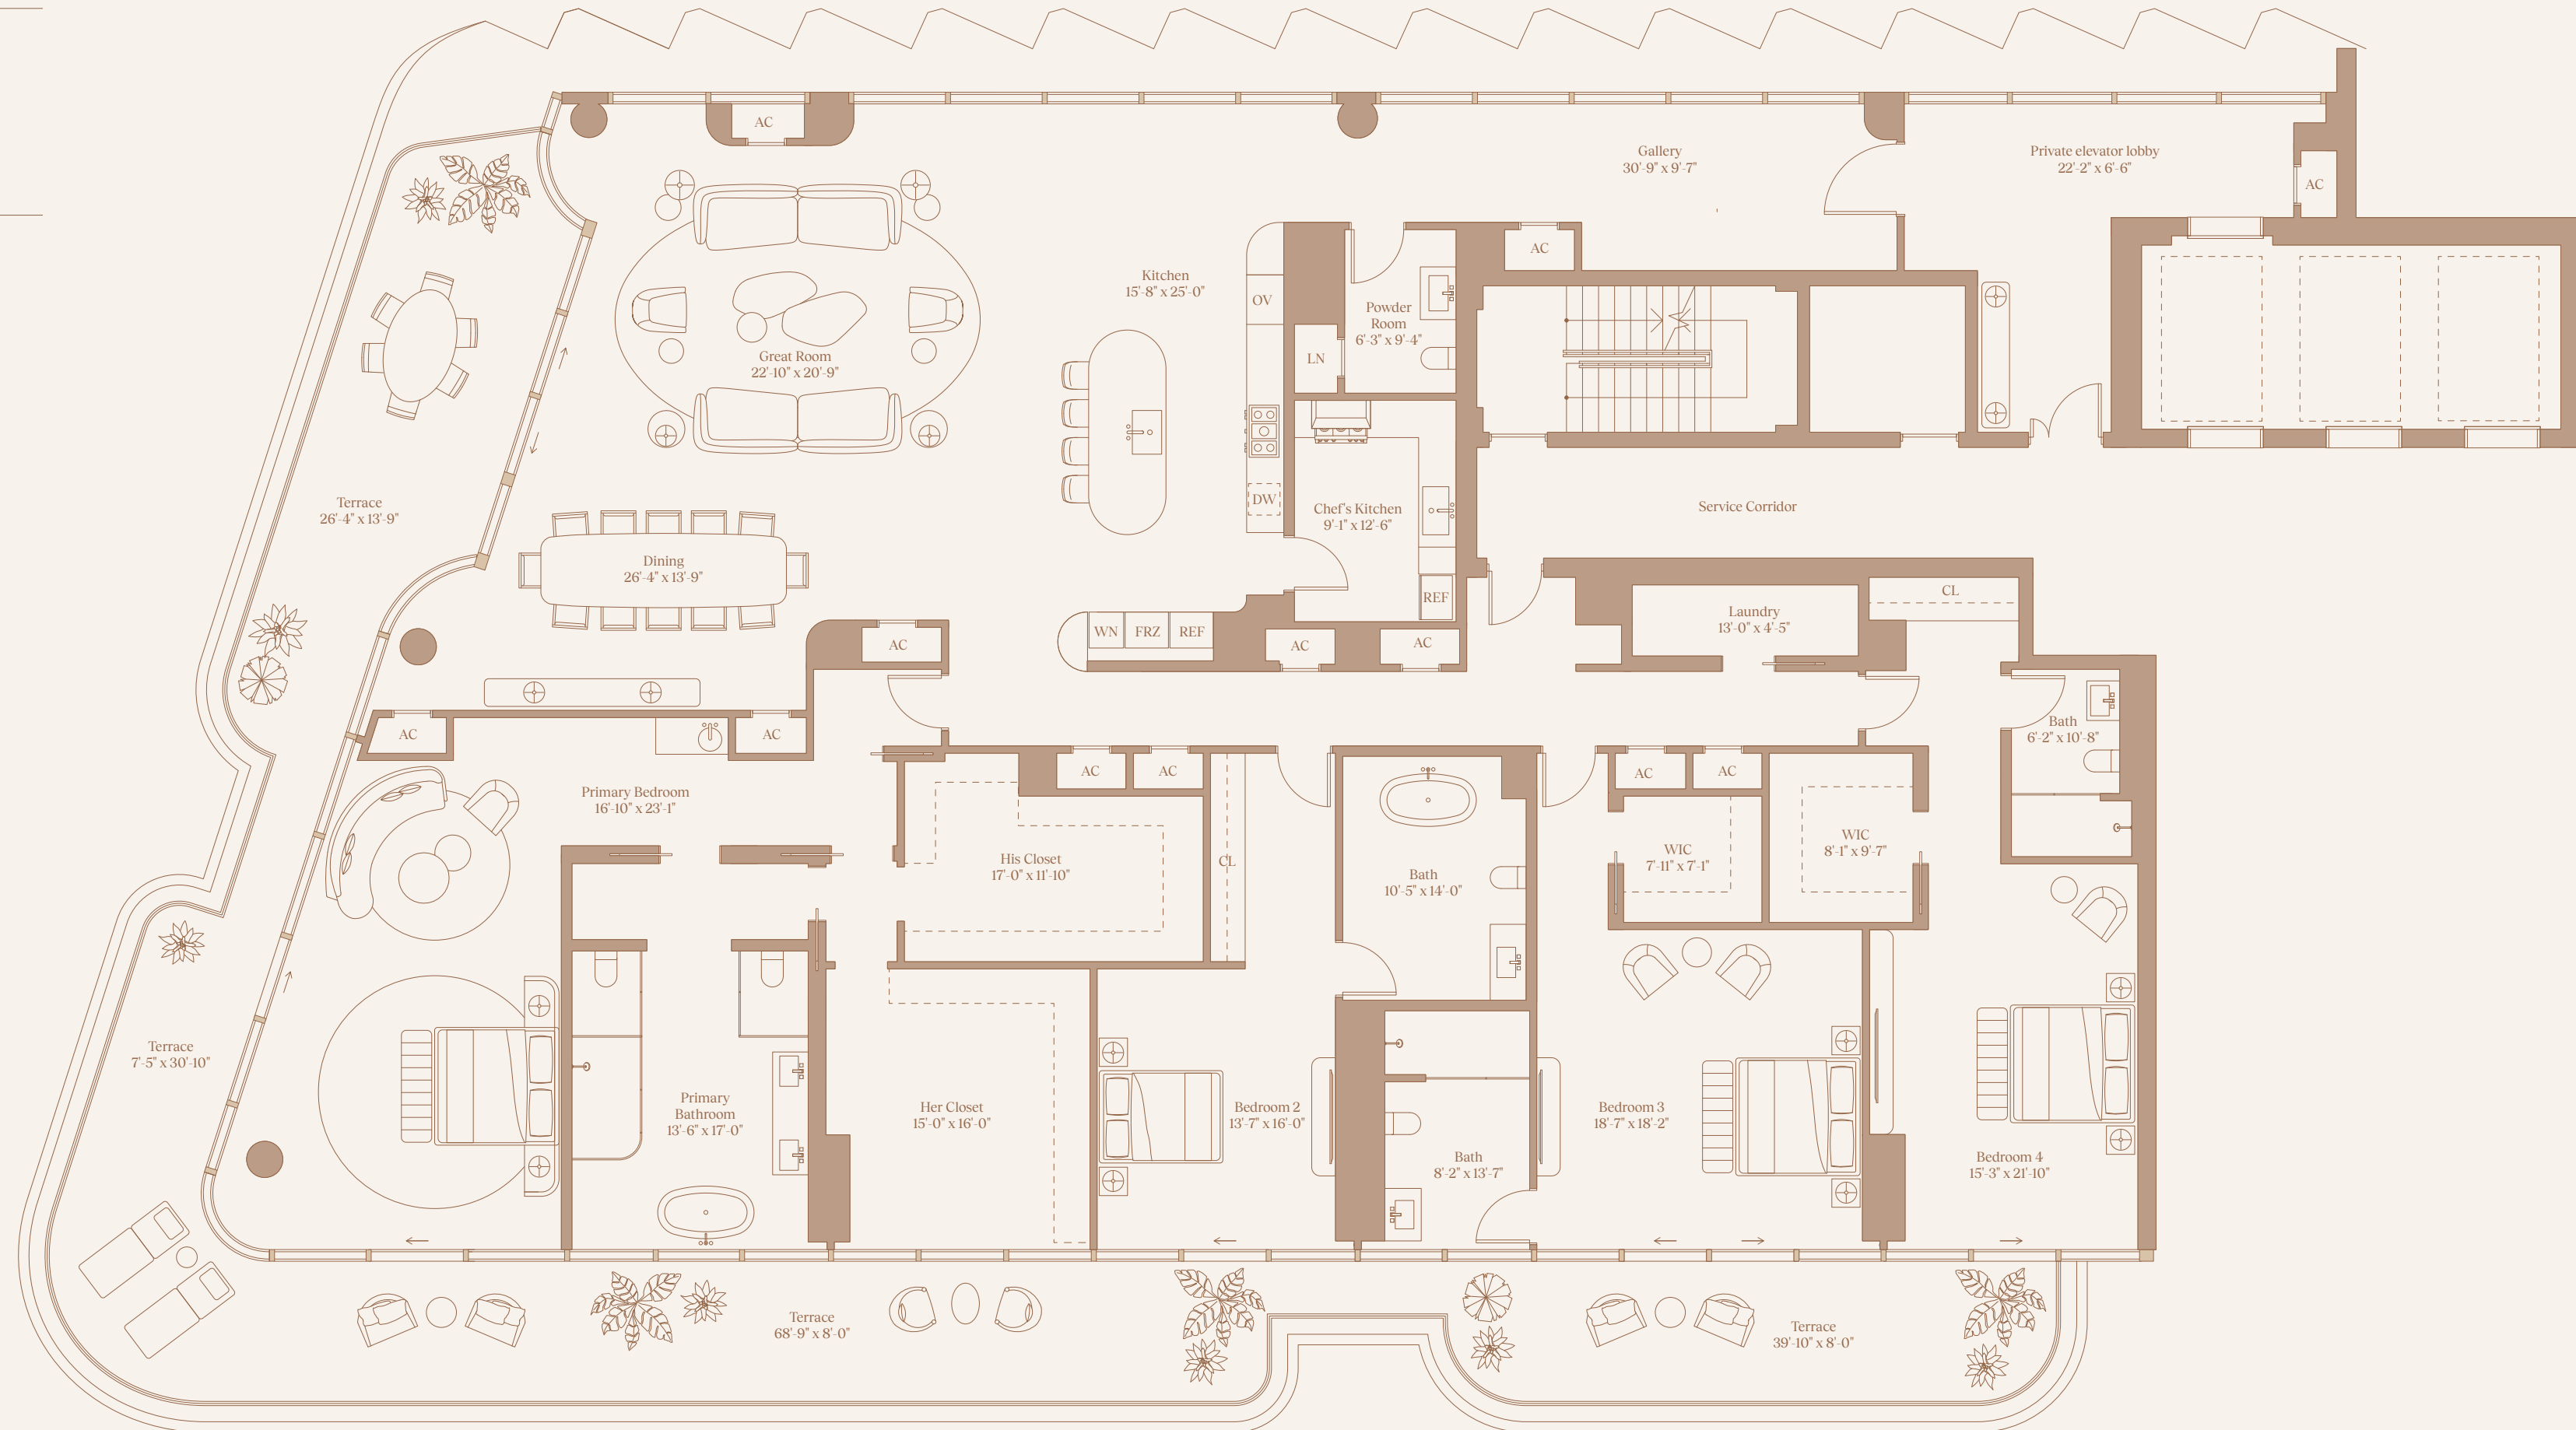 AC
Gallery
30'-9" x 9'-7"
Private elevator lobby
22'-2" x 6'-6"
AC
AC
Kitchen
15'-8" x 25'-0"
OV
Powder
Room
6'-3" x 9'-4"
LN
Great Room
22'-10" x 20'-9"
DW
Chef's Kitchen
9'-1" x 12'-6"
Service Corridor
Terrace
26'-4" x 13'-9"
Dining
26'-4" x 13'-9"
REF
CL
Laundry
13'-0" x 4'-5"
WN
FRZ
REF
AC
AC
AC
AC
AC
Bath
6'-2" x 10'-8"
AC
AC
AC
AC
Primary Bedroom
16'-10" x 23'-1"
His Closet
17'-0" x 11'-10"
CL
Bath
10'-5" x 14'-0"
WIC
7'-11" x 7'-1"
WIC
8'-1" x 9'-7"
Terrace
7'-5" x 30'-10"
Primary
Bathroom
13'-6" x 17'-0"
Her Closet
15'-0" x 16'-0"
Bedroom 2
13'-7" x 16'-0"
Bath
8'-2" x 13'-7"
Bedroom 3
18'-7" x 18'-2"
Bedroom 4
15'-3" x 21'-10"
Terrace
68'-9" x 8'-0"
Terrace
39'-10" x 8'-0"